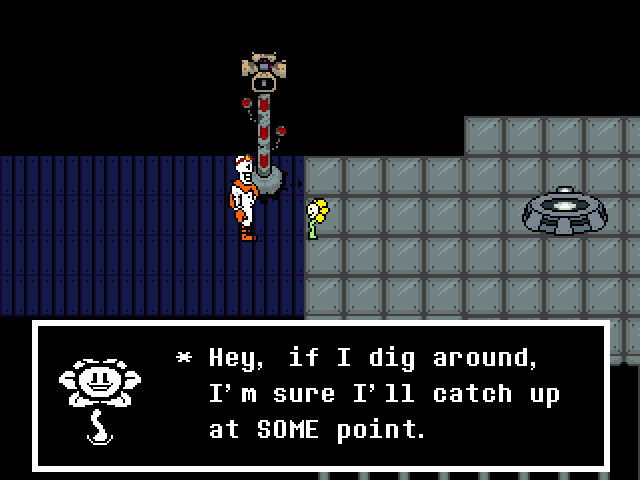 * Hey, if I dig around,
I'm sure I'll catch up
at SOME point.